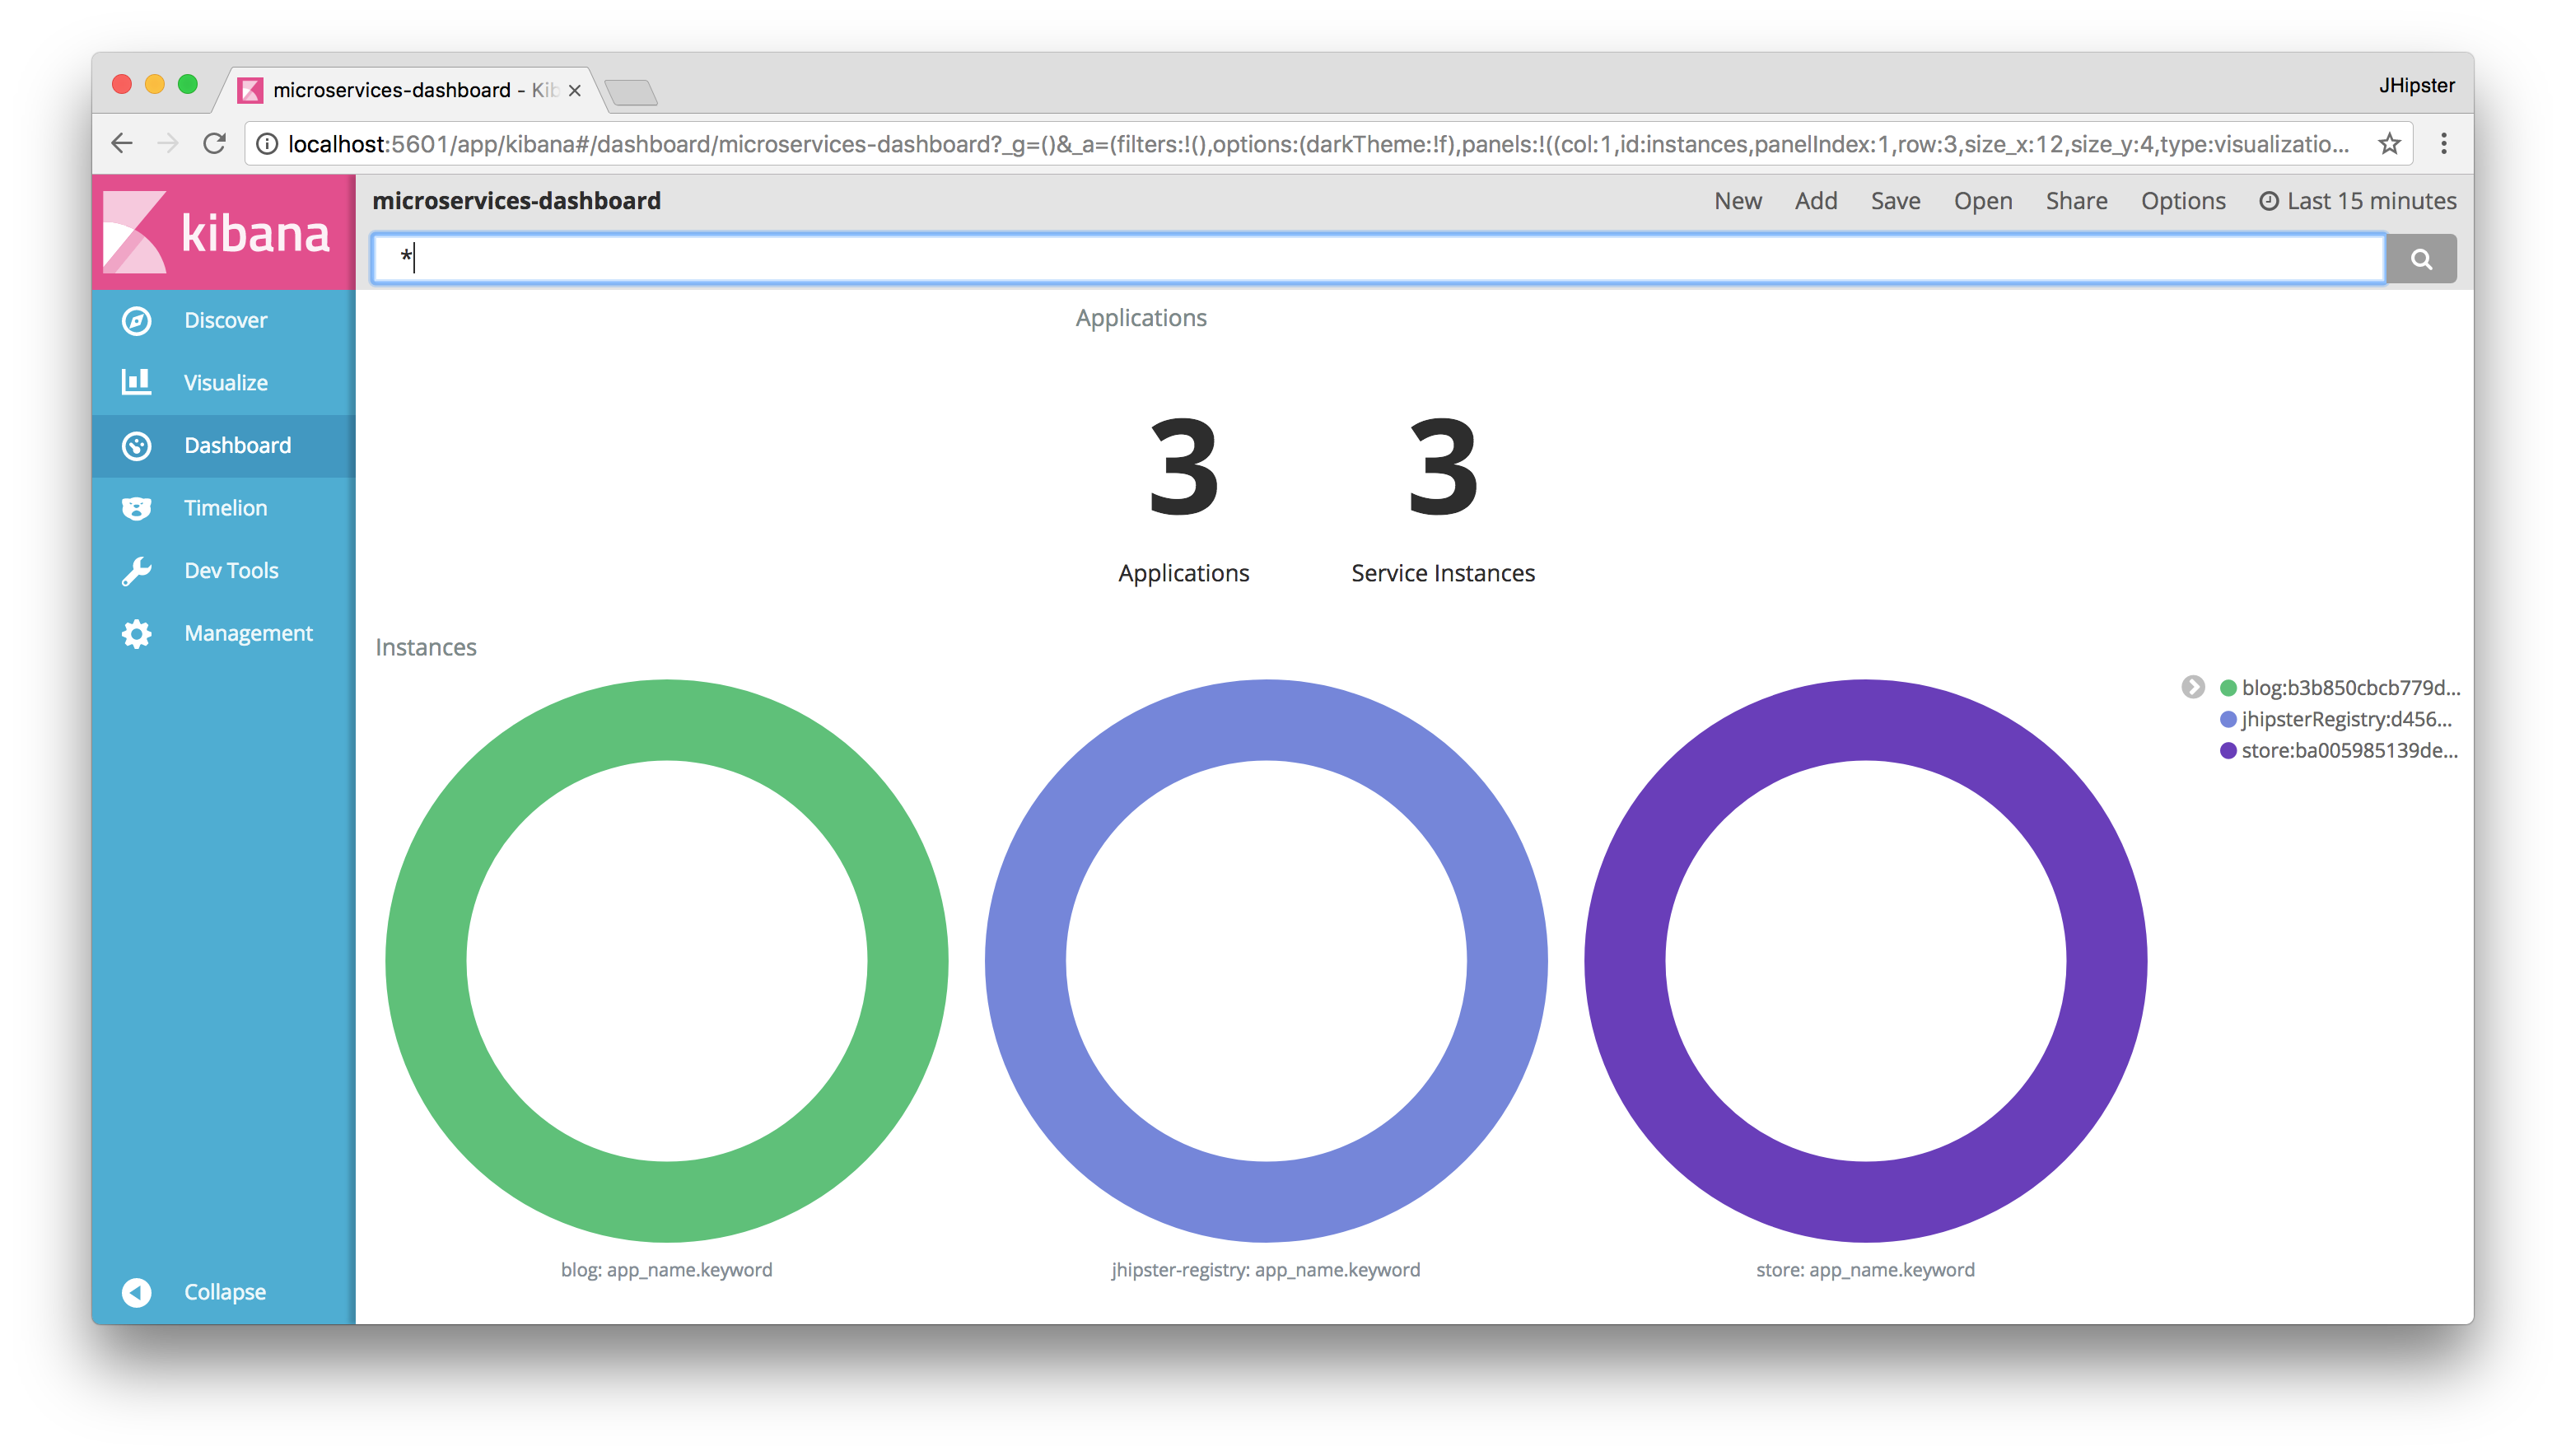 microservices-dashboard - Kib
JHipster
localhost:5601/app/kibana#/dashboard/microservices-dashboard?_g=()&_a=(filters:!(),options:(darkTheme:!f),panels:!((col:1,id:instances,panelIndex:1,row:3,size_x:12,size_y:4,type:visualizatio...
kibana
microservices-dashboard
New Add Save Open Share Options Last 15 minutes
*
Discover
Visualize
Dashboard
Timelion
Dev Tools
Management
Collapse
Applications
3 3
Applications Service Instances
Instances
blog:b3b850cbcb779d...
jhipsterRegistry:d456...
store:ba005985139de...
blog: app_name.keyword
jhipster-registry: app_name.keyword
store: app_name.keyword